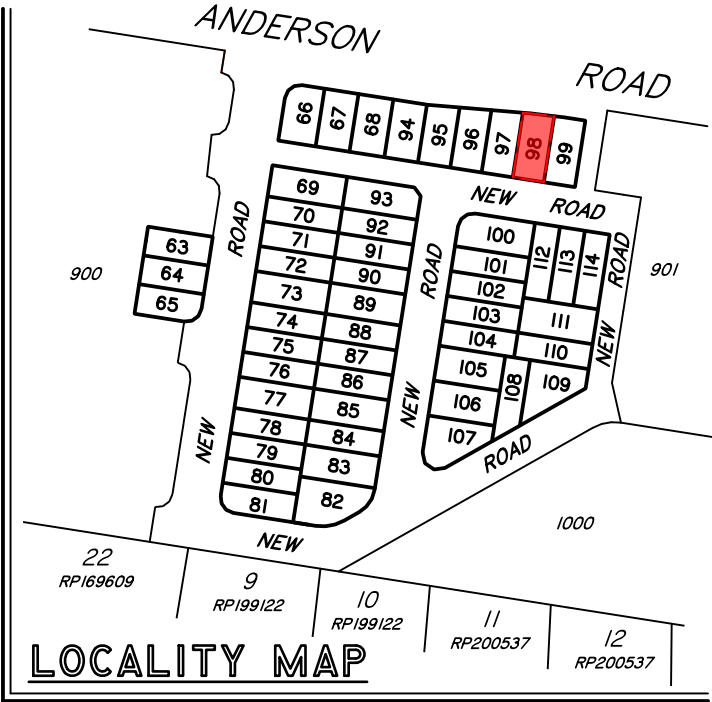 ANDERSON
ROAD
66 67 68 94 95 96 97 98 99
NEW ROAD
69 93
70 92
71 91
72 90
73 89
74 88
75 87
76 86
77 85
78 84
79 83
80 82
81
ROAD
NEW
63
64
65
900
ROAD
NEW
100 112 113 114
101
102
103 111
104 110
105 108 109
106
107
ROAD
NEW
901
ROAD
NEW
1000
22
RP169609
9
RP199122
10
RP199122
11
RP200537
12
RP200537
LOCALITY MAP